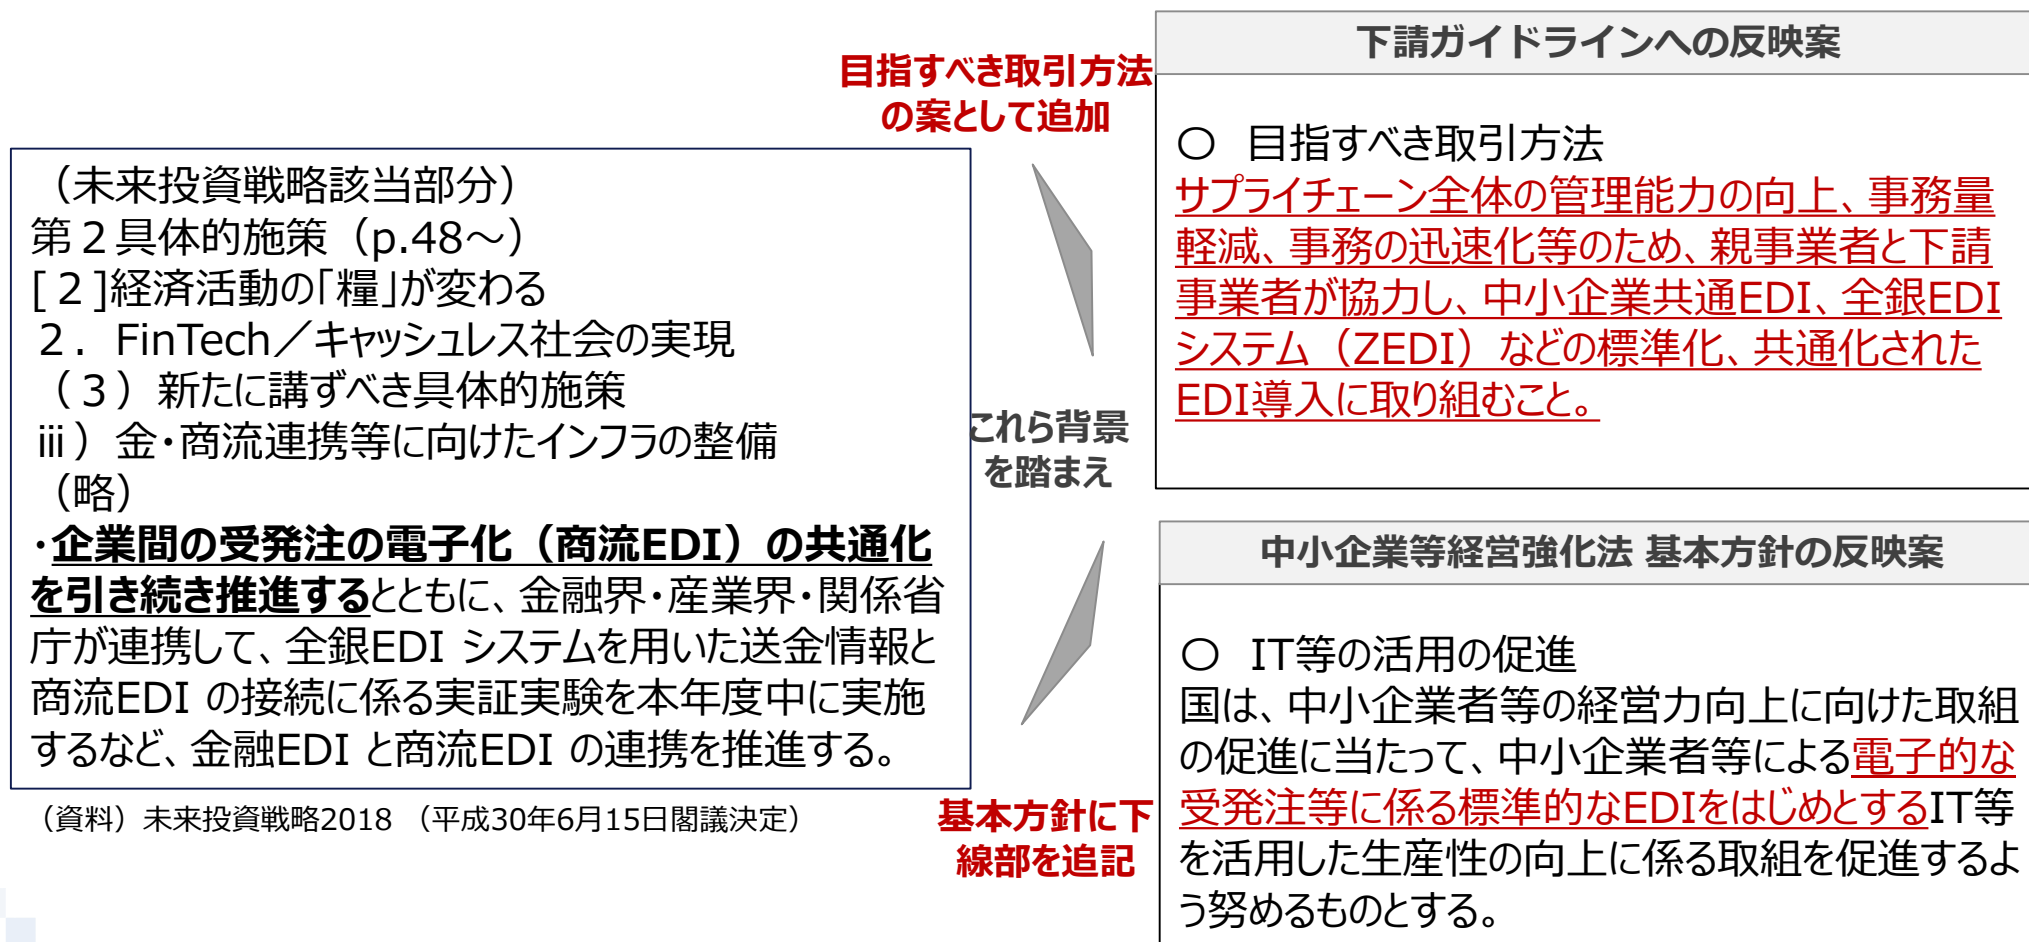 目指すべき取引方法
の案として追加
（未来投資戦略該当部分）
第２具体的施策（p.48～）
[２]経済活動の「糧」が変わる
２．FinTech／キャッシュレス社会の実現
（３）新たに講ずべき具体的施策
ⅲ）金・商流連携等に向けたインフラの整備
（略）
・企業間の受発注の電子化（商流EDI）の共通化
を引き続き推進するとともに、金融界・産業界・関係省
庁が連携して、全銀EDI システムを用いた送金情報と
商流EDI の接続に係る実証実験を本年度中に実施
するなど、金融EDI と商流EDI の連携を推進する。
（資料）未来投資戦略2018 （平成30年6月15日閣議決定）
これら背景
を踏まえ
基本方針に下
線部を追記
下請ガイドラインへの反映案
○　目指すべき取引方法
サプライチェーン全体の管理能力の向上、事務量
軽減、事務の迅速化等のため、親事業者と下請
事業者が協力し、中小企業共通EDI、全銀EDI
システム（ZEDI）などの標準化、共通化された
EDI導入に取り組むこと。
中小企業等経営強化法 基本方針の反映案
○　IT等の活用の促進
国は、中小企業者等の経営力向上に向けた取組
の促進に当たって、中小企業者等による電子的な
受発注等に係る標準的なEDIをはじめとするIT等
を活用した生産性の向上に係る取組を促進するよ
う努めるものとする。